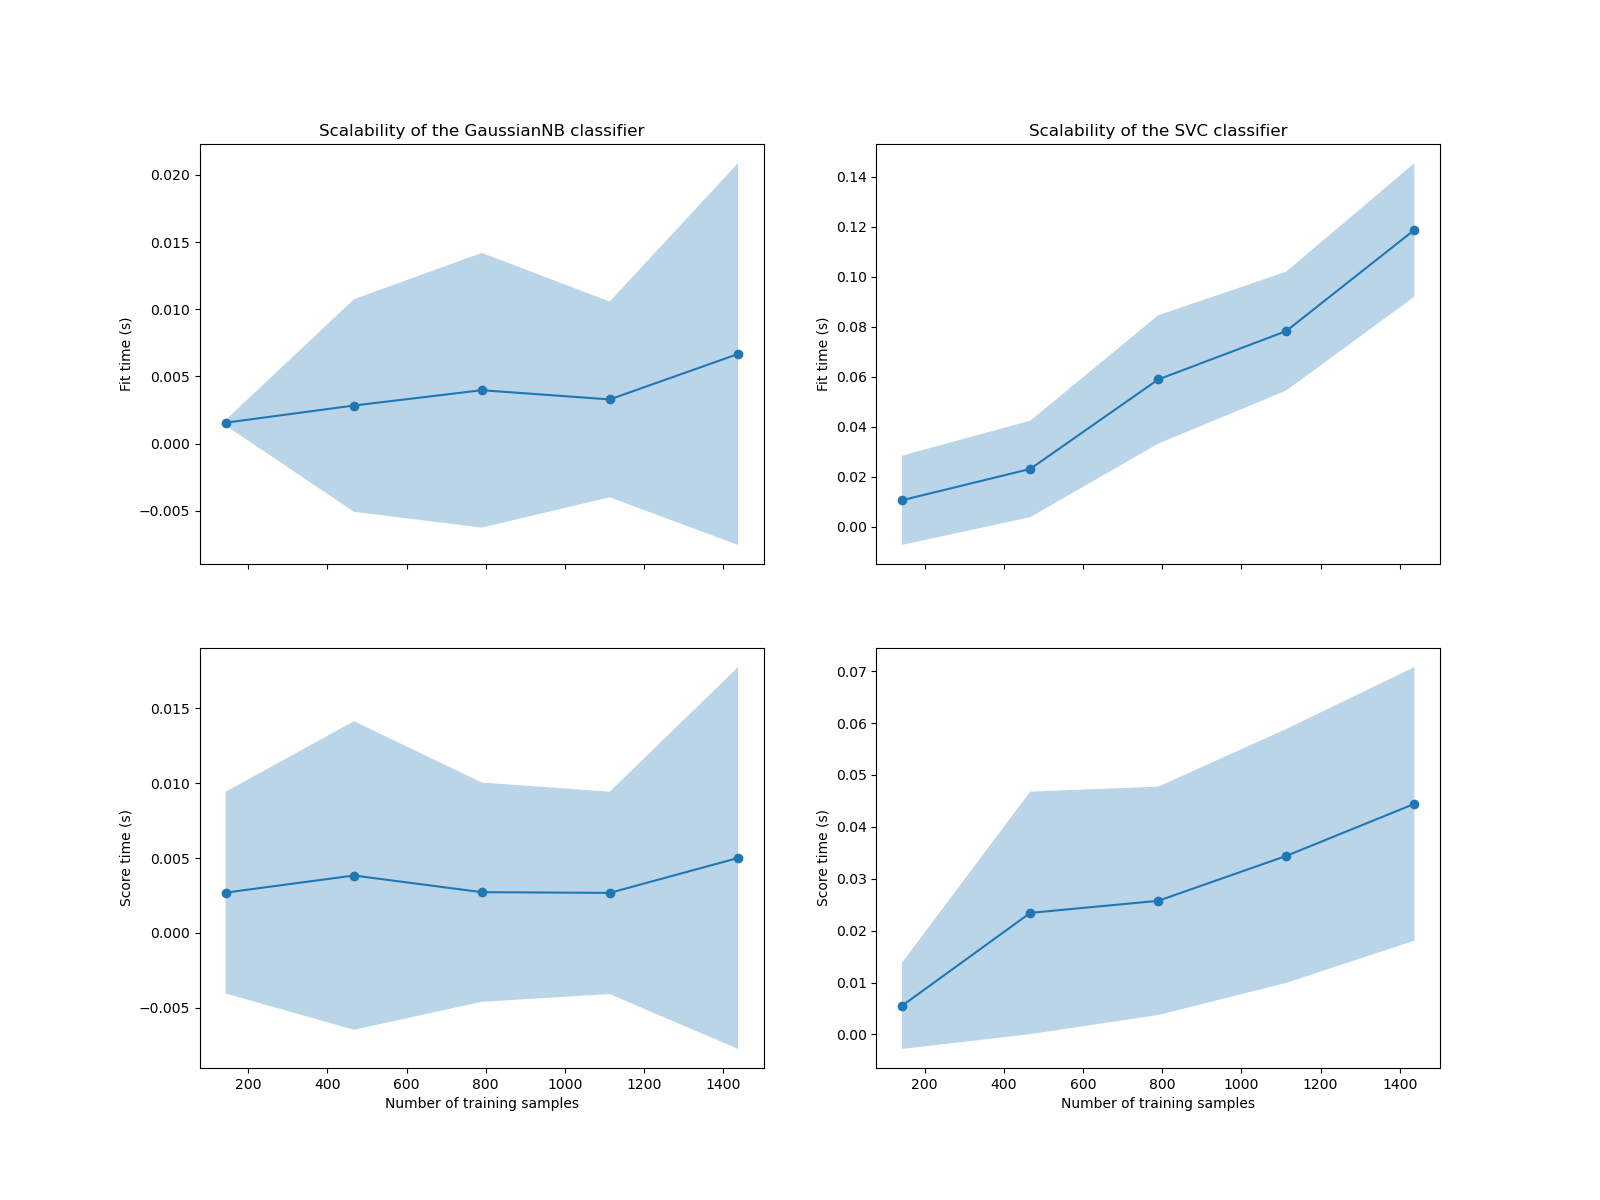 Scalability of the GaussianNB classifier
0.020
0.015
0.010
0.005
0.000
−0.005
Fit time (s)
Scalability of the SVC classifier
0.14
0.12
0.10
0.08
0.06
0.04
0.02
0.00
Fit time (s)
0.015
0.010
0.005
0.000
−0.005
Score time (s)
200 400 600 800 1000 1200 1400
Number of training samples
0.07
0.06
0.05
0.04
0.03
0.02
0.01
0.00
Score time (s)
200 400 600 800 1000 1200 1400
Number of training samples